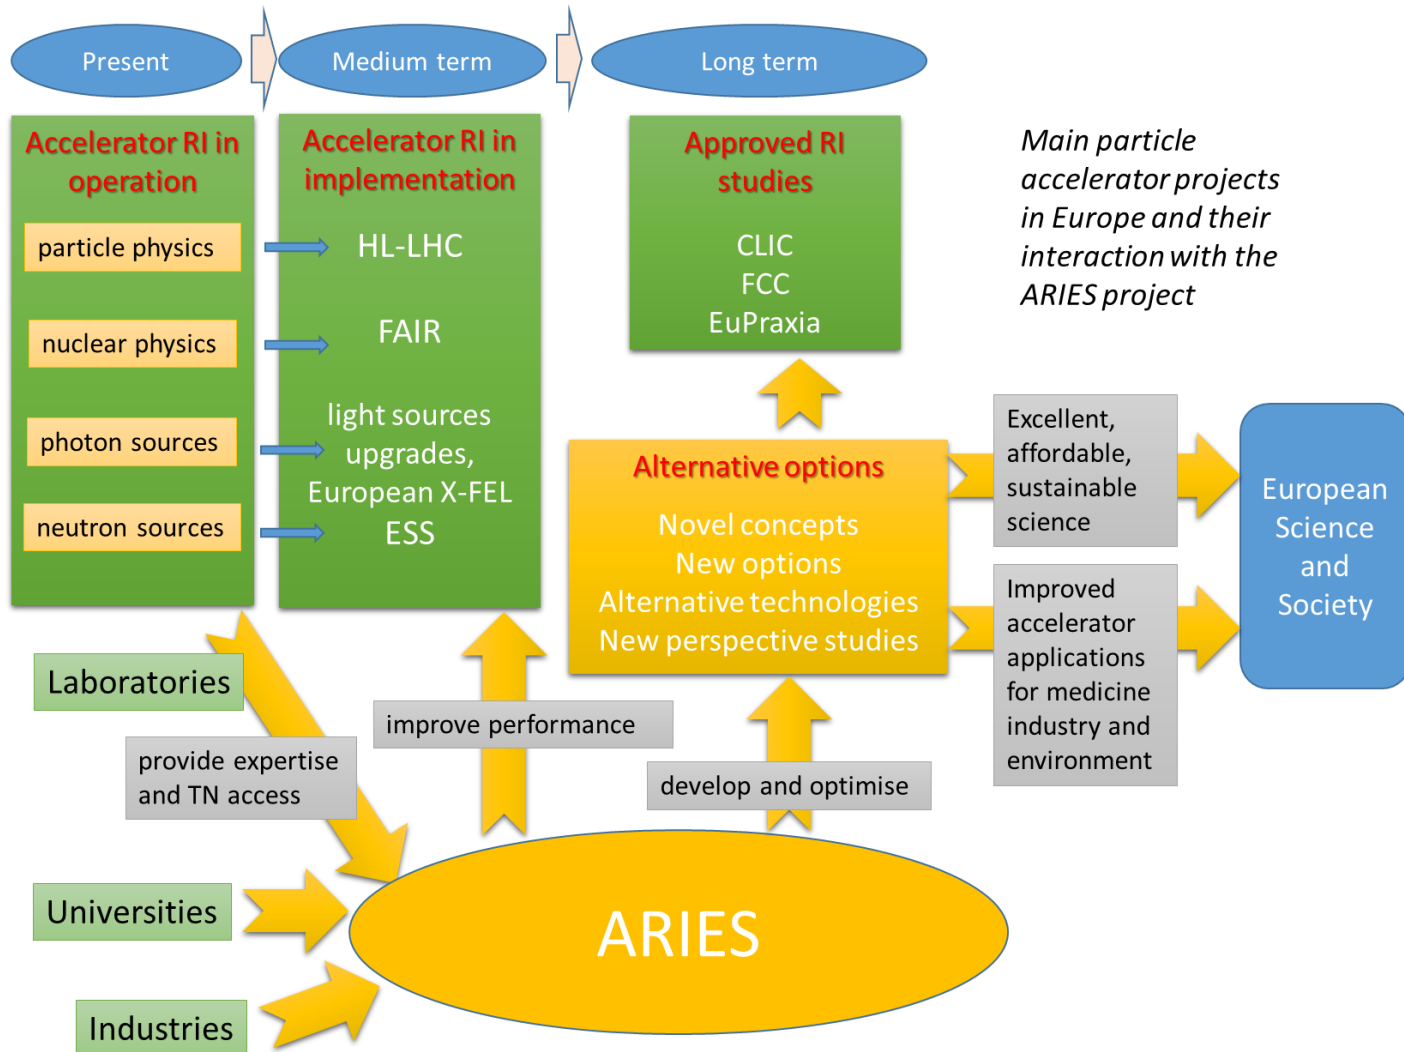 Present
Medium term
Long term
Accelerator RI in
operation
particle physics
nuclear physics
photon sources
neutron sources
Accelerator RI in
implementation
HL-LHC
FAIR
light sources
upgrades,
European X-FEL
ESS
Approved RI
studies
CLIC
FCC
EuPraxia
Main particle
accelerator projects
in Europe and their
interaction with the
ARIES project
Alternative options
Novel concepts
New options
Alternative technologies
New perspective studies
Excellent,
affordable,
sustainable
science
Improved
accelerator
applications
for medicine
industry and
environment
European
Science
and
Society
Laboratories
provide expertise
and TN access
improve performance
develop and optimise
Universities
Industries
ARIES